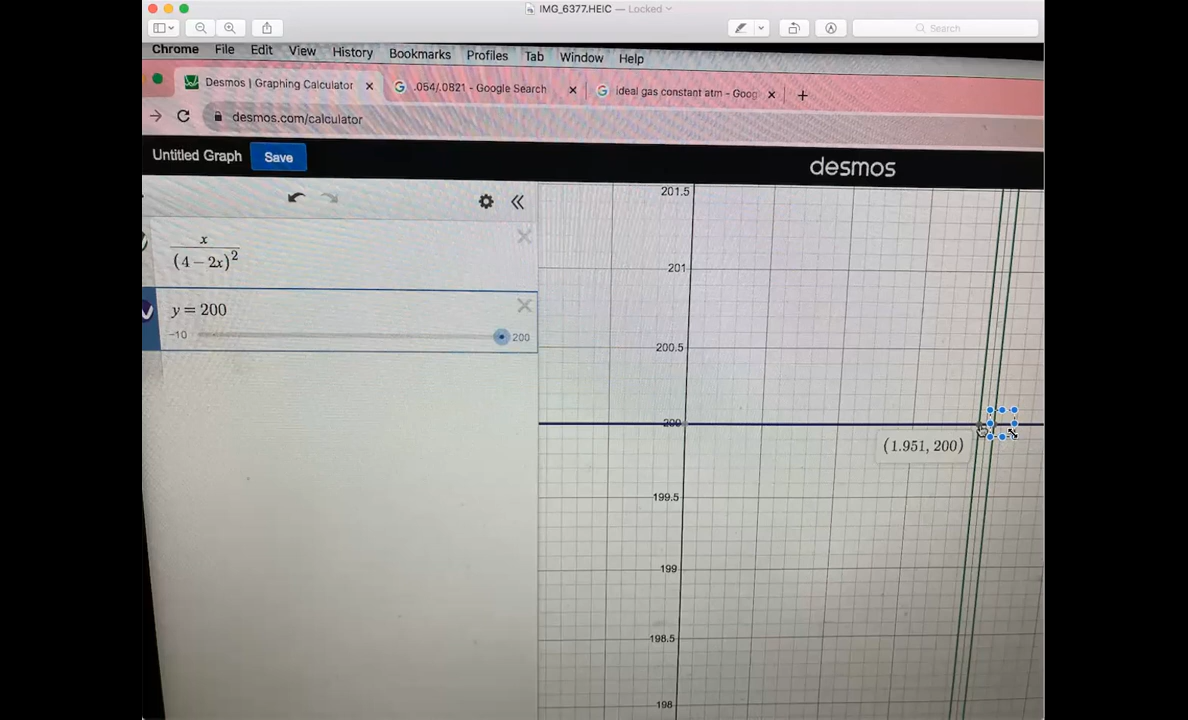 IMG_6377.HEIC — Locked
Search
Chrome File Edit View History Bookmarks Profiles Tab Window Help
Desmos | Graphing Calculator
.054/.0821 - Google Search
ideal gas constant atm - Goog
desmos.com/calculator
Untitled Graph
Save
desmos
x
(4 − 2x)²
y = 200
−10
200
201.5
201
200.5
200
(1.951, 200)
199.5
199
198.5
198